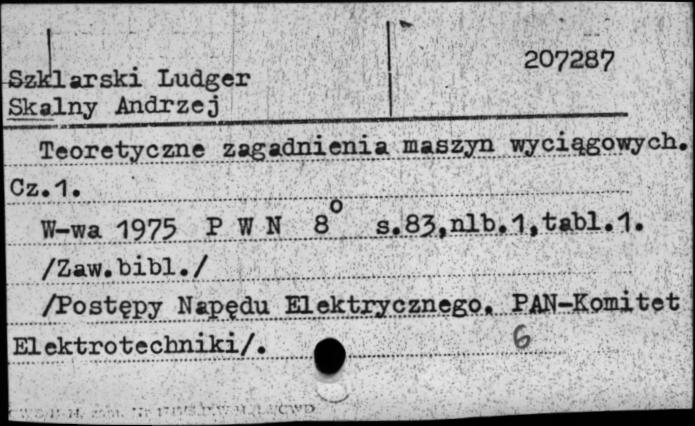 207287
Szklarski Ludger
Skalny Andrzej
Teoretyczne zagadnienia maszyn wyciągowych.
Cz.1.
W-wa 1975 P W N 8° s.83,nlb.1,tabl.1.
/Zaw.bibl./
/Postępy Napędu Elektrycznego. PAN-Komitet
Elektrotechniki/.
6